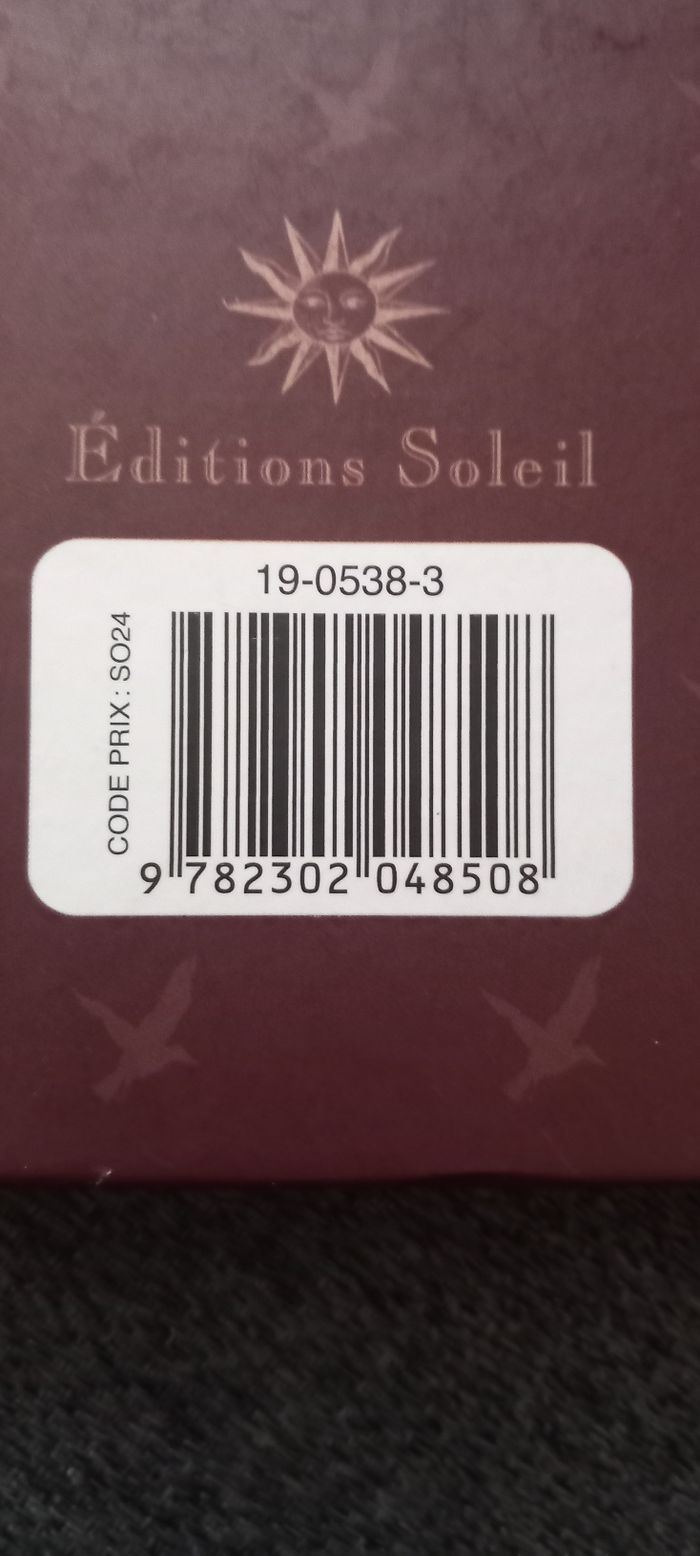 Éditions Soleil
19-0538-3
CODE PRIX : SO24
9 782302 048508